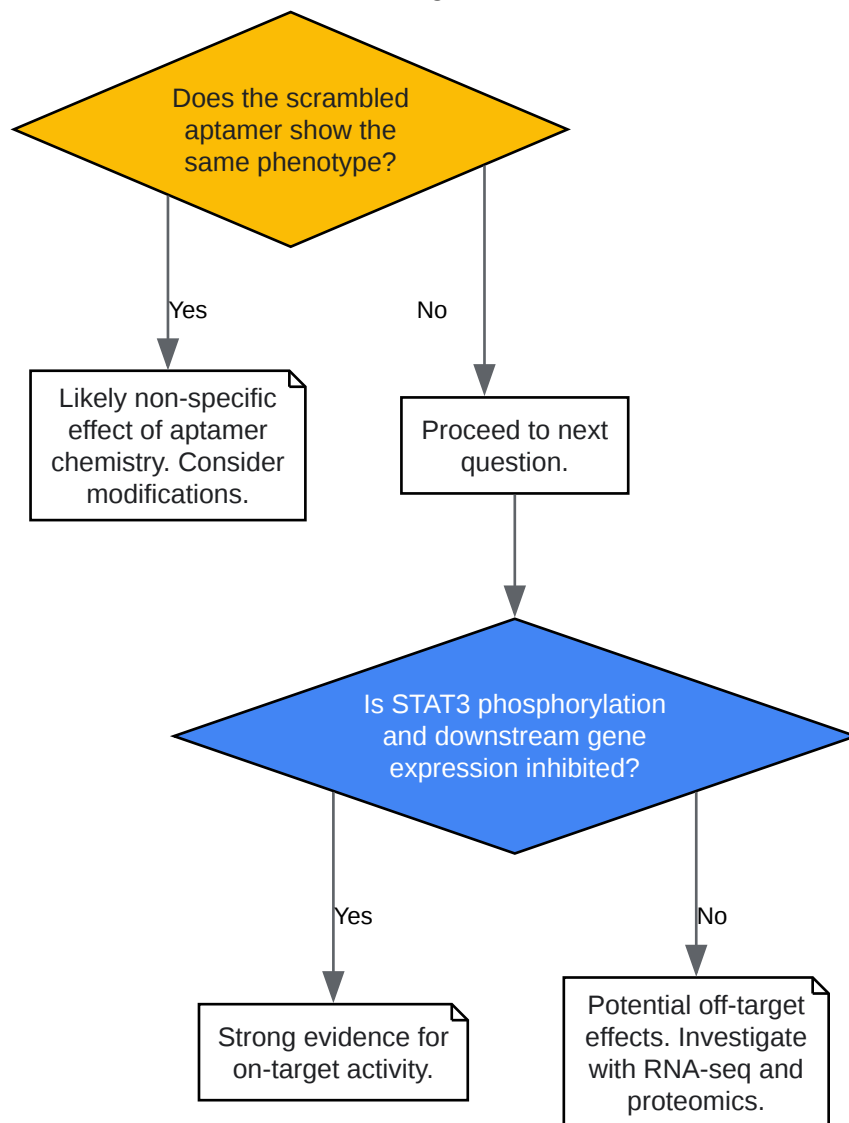 Does the scrambled
aptamer show the
same phenotype?
Yes
No
Likely non-specific
effect of aptamer
chemistry. Consider
modifications.
Proceed to next
question.
Is STAT3 phosphorylation
and downstream gene
expression inhibited?
Yes
No
Strong evidence for
on-target activity.
Potential off-target
effects. Investigate
with RNA-seq and
proteomics.